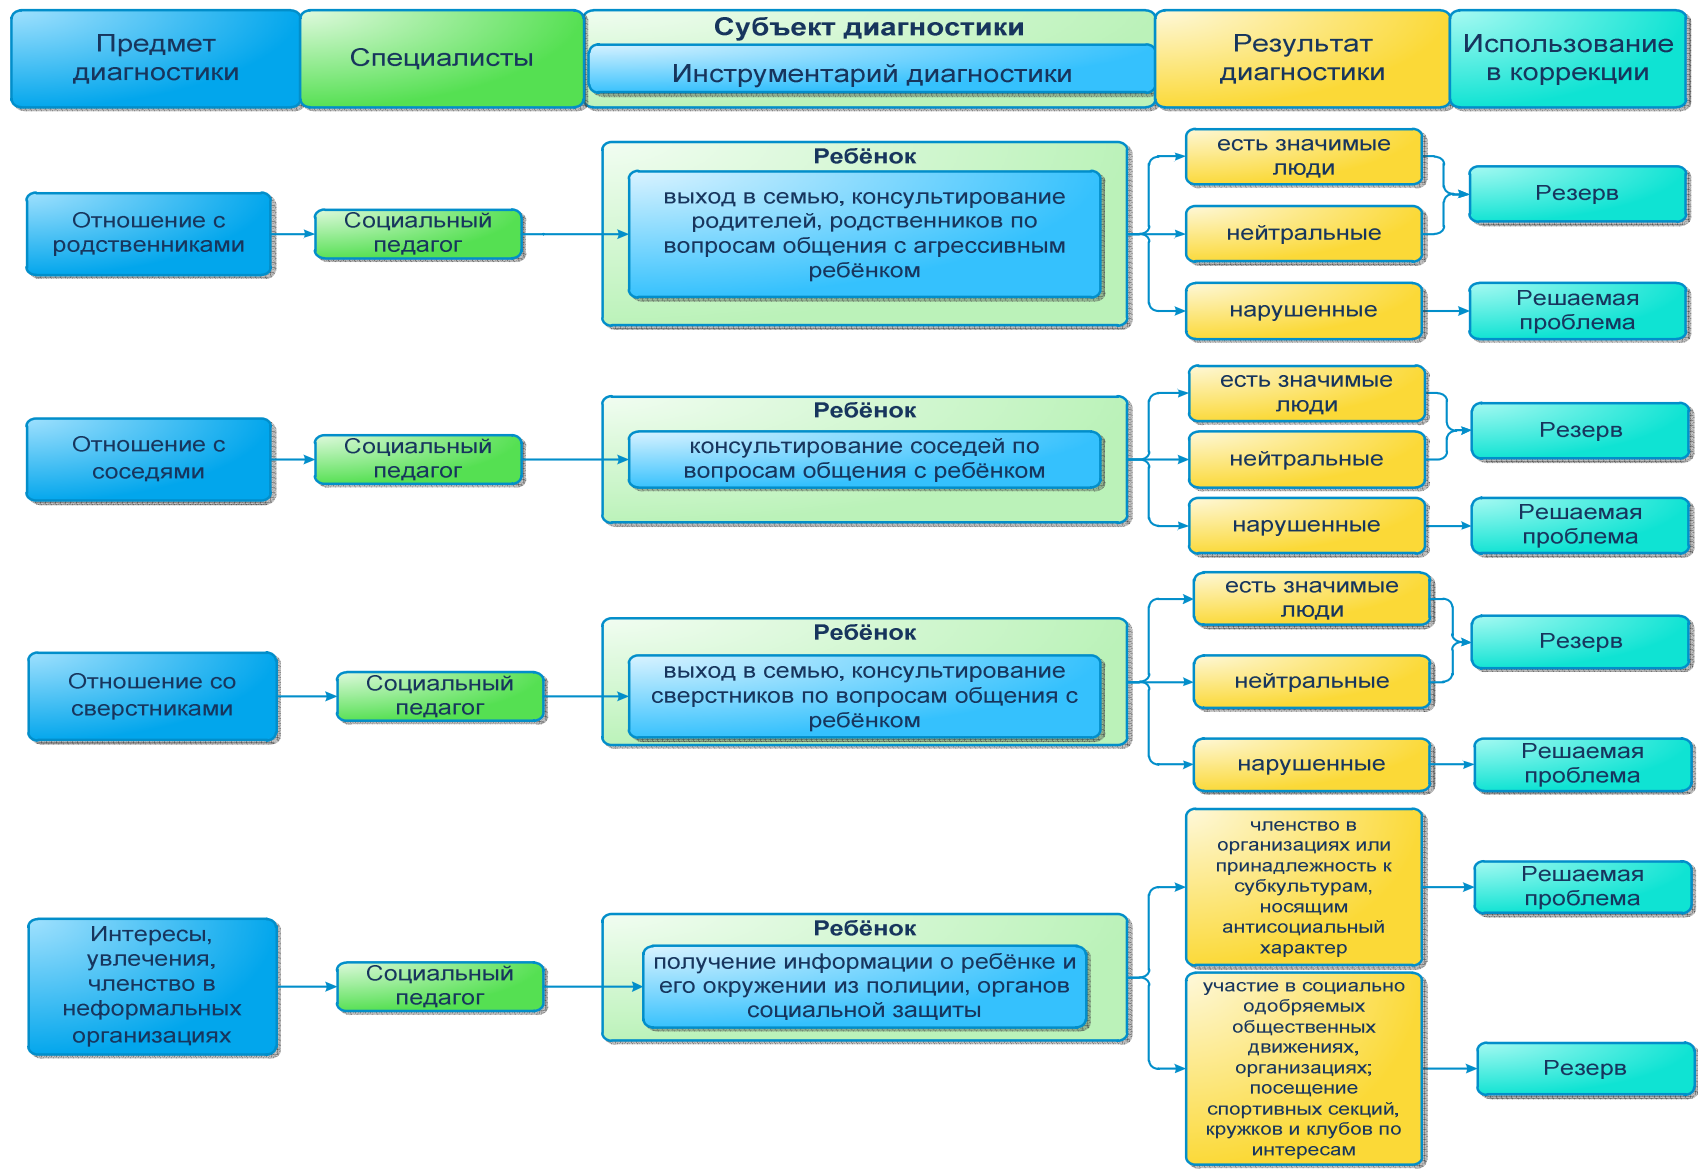 Предмет
диагностики
Специалисты
Субъект диагностики
Инструментарий диагностики
Результат
диагностики
Использование
в коррекции
Отношение с
родственниками
Социальный
педагог
Ребёнок
выход в семью, консультирование
родителей, родственников по
вопросам общения с агрессивным
ребёнком
есть значимые
люди
нейтральные
нарушенные
Резерв
Решаемая
проблема
Отношение с
соседями
Социальный
педагог
Ребёнок
консультирование соседей по
вопросам общения с ребёнком
есть значимые
люди
нейтральные
нарушенные
Резерв
Решаемая
проблема
Отношение со
сверстниками
Социальный
педагог
Ребёнок
выход в семью, консультирование
сверстников по вопросам общения с
ребёнком
есть значимые
люди
нейтральные
нарушенные
Резерв
Решаемая
проблема
Интересы,
увлечения,
членство в
неформальных
организациях
Социальный
педагог
Ребёнок
получение информации о ребёнке и
его окружении из полиции, органов
социальной защиты
членство в
организациях или
принадлежность к
субкультурам,
носящим
антисоциальный
характер
Решаемая
проблема
участие в социально
одобряемых
общественных
движениях,
организациях;
посещение
спортивных секций,
кружков и клубов по
интересам
Резерв